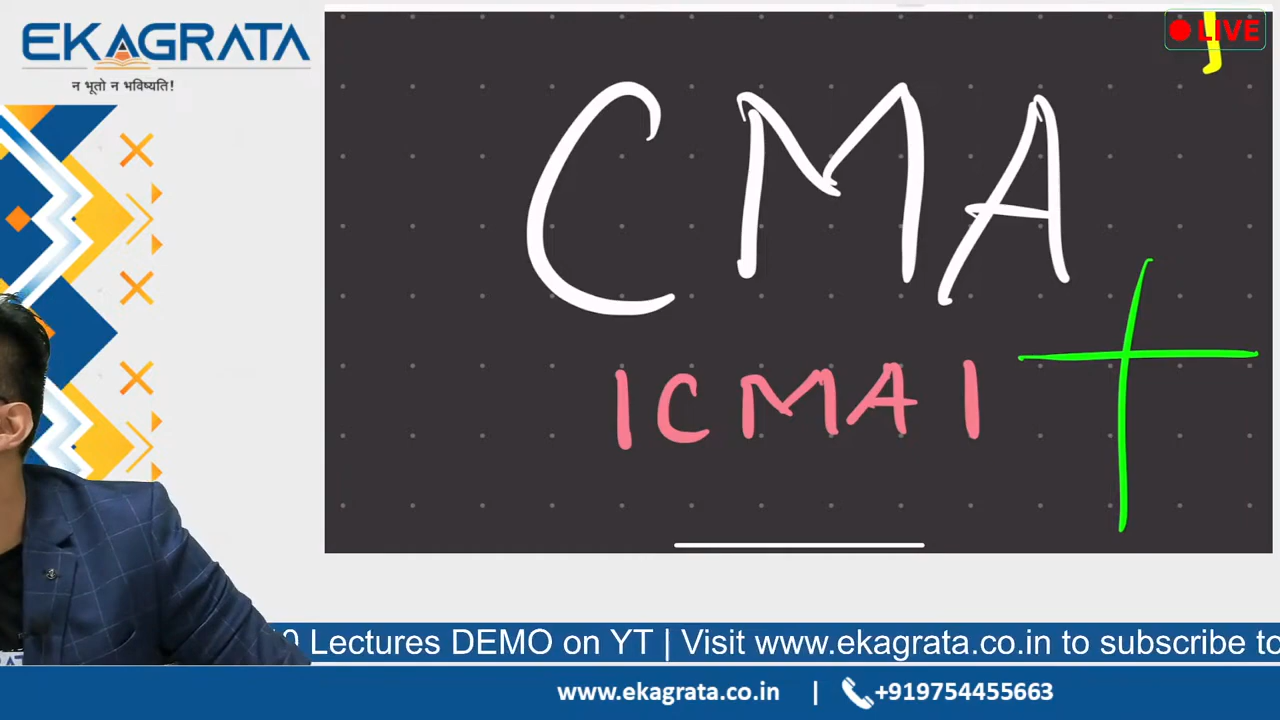 EKAGRATA
न भूतो न भविष्यति!
LIVE
CMA
ICMAI
Lectures DEMO on YT | Visit www.ekagrata.co.in to subscribe to
www.ekagrata.co.in | +919754455663